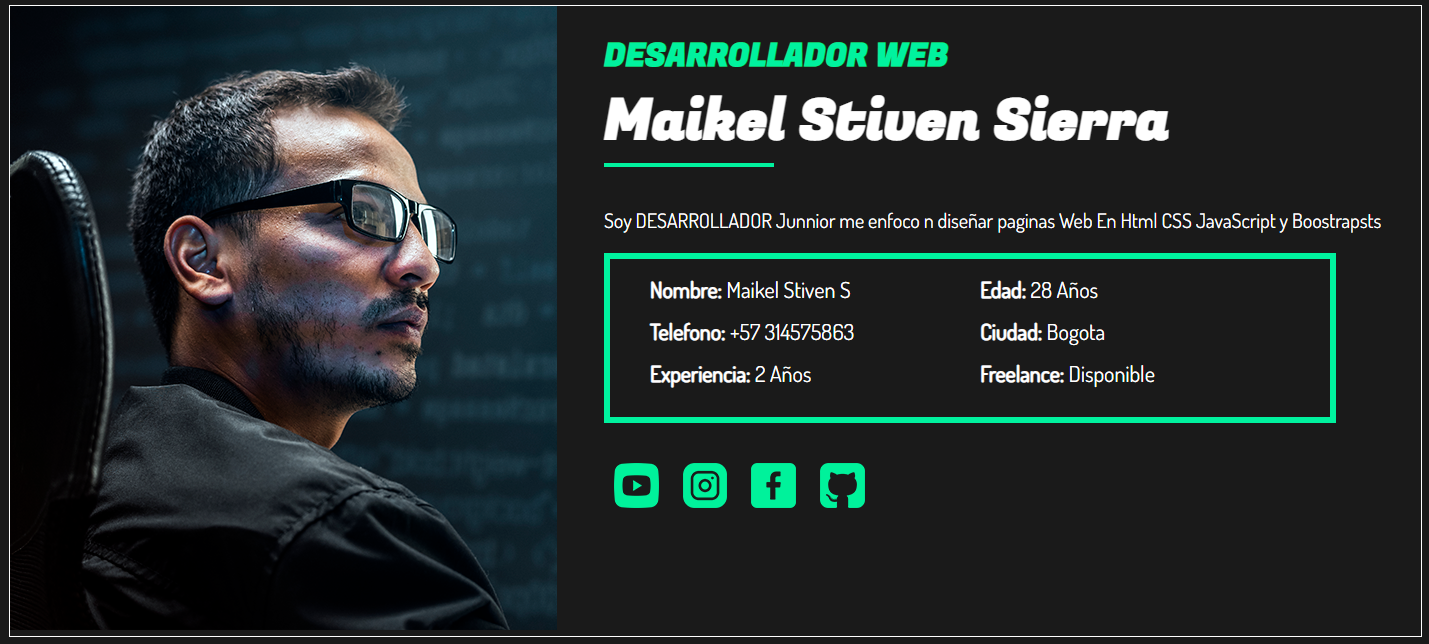 DESARROLLADOR WEB
Maikel Stiven Sierra
Soy DESARROLLADOR Junnior me enfoco n diseñar paginas Web En Html CSS JavaScript y Boostrapsts
Nombre: Maikel Stiven S
Edad: 28 Años
Telefono: +57 314575863
Ciudad: Bogota
Experiencia: 2 Años
Freelance: Disponible